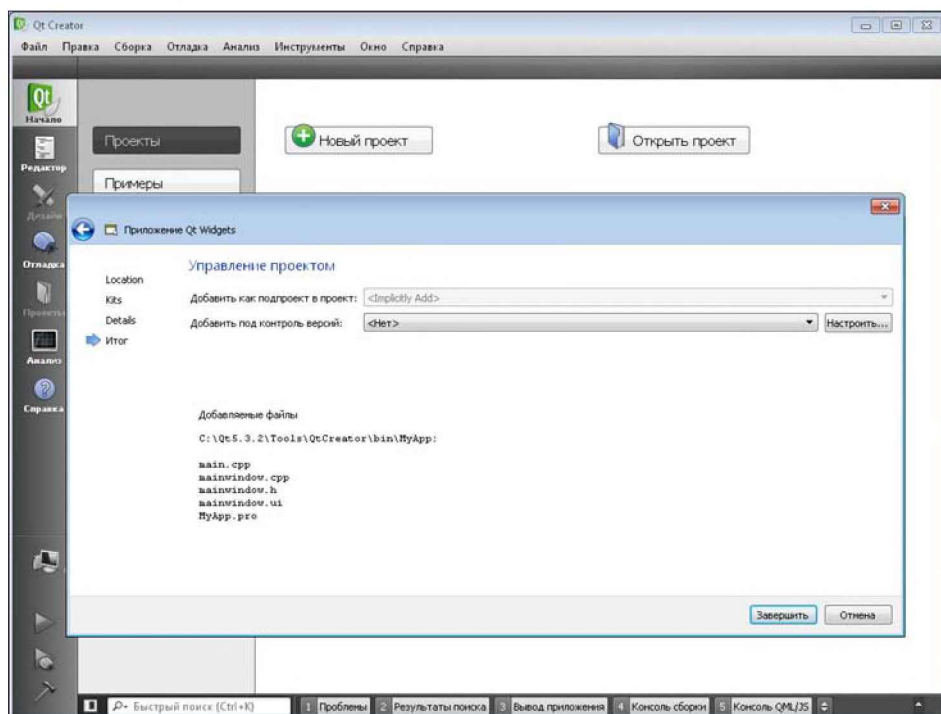 Qt Creator
Файл Правка Сборка Отладка Анализ Инструменты Окно Справка
Qt
Начало
Редактор
Дизайн
Отладка
Проекты
Анализ
Справка
Проекты
Примеры
Новый проект
Открыть проект
Приложение Qt Widgets
Location
Kits
Details
Итог
Управление проектом
Добавить как подпроект в проект: <Implicitly Add>
Добавить под контроль версий: <Нет> Настроить...
Добавляемые файлы
C:\Qt5.3.2\Tools\QtCreator\bin\MyApp:
main.cpp
mainwindow.cpp
mainwindow.h
mainwindow.ui
MyApp.pro
Завершить Отмена
Быстрый поиск (Ctrl+K) 1 Проблемы 2 Результаты поиска 3 Вывод приложения 4 Консоль сборки 5 Консоль QML/JS